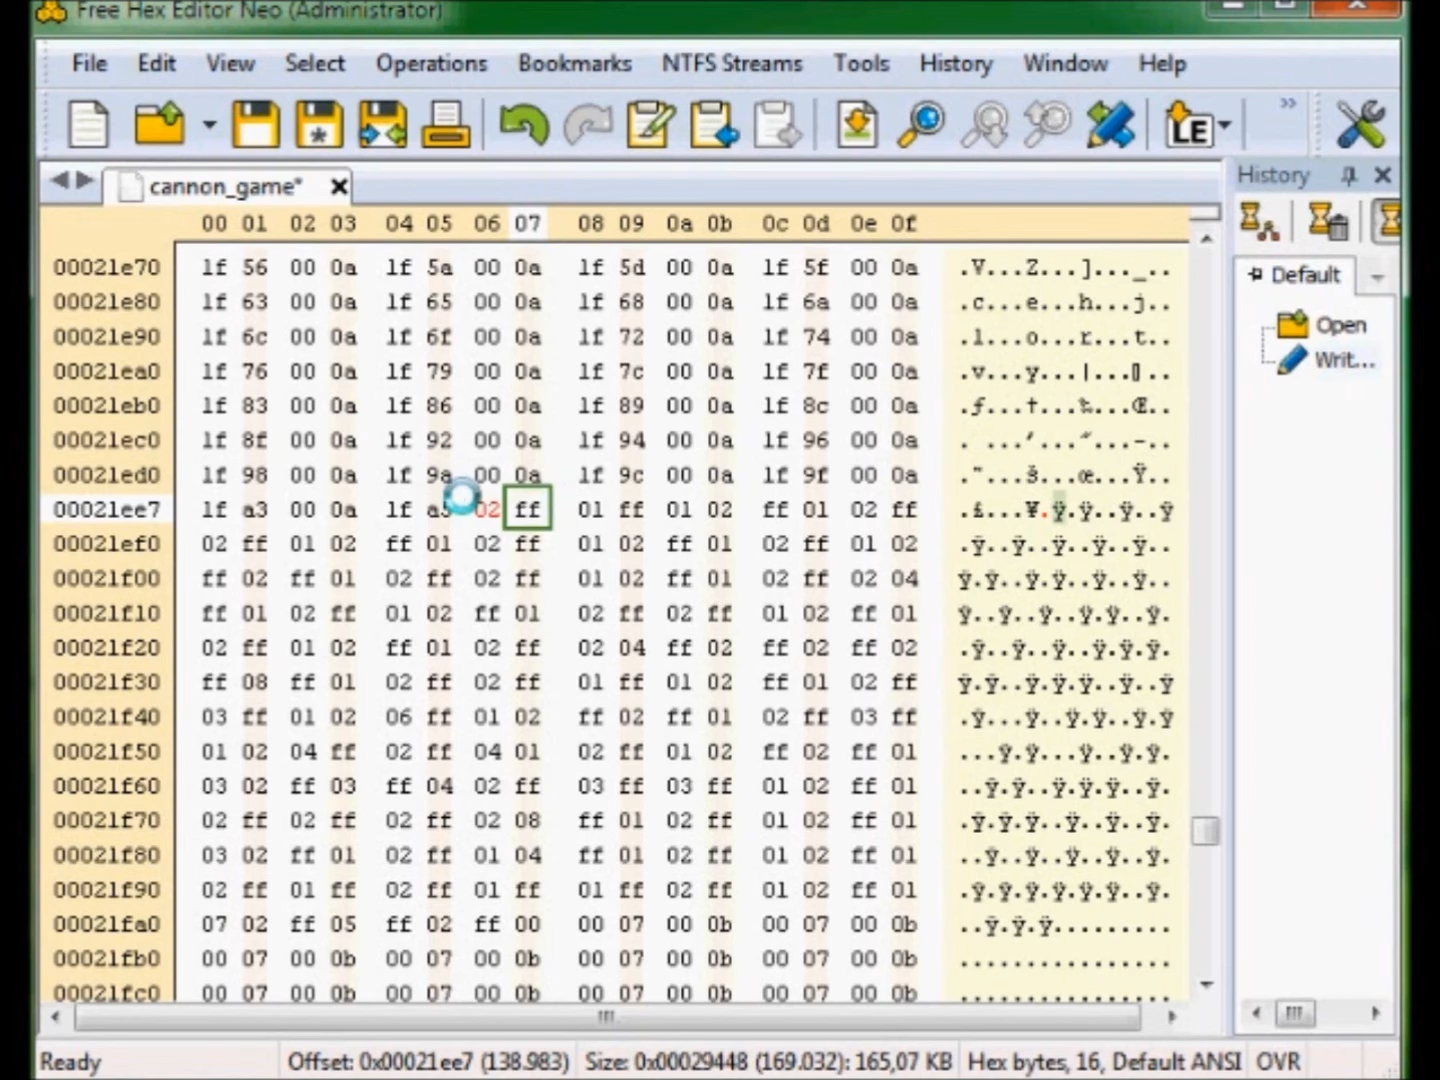 Free Hex Editor Neo (Administrator)
File Edit View Select Operations Bookmarks NTFS Streams Tools History Window Help
LE
cannon_game*
History
00 01 02 03 04 05 06 07 08 09 0a 0b 0c 0d 0e 0f
Default
Open
Writ...
00021e70 1f 56 00 0a 1f 5a 00 0a 1f 5d 00 0a 1f 5f 00 0a .V...Z...]..._..
00021e80 1f 63 00 0a 1f 65 00 0a 1f 68 00 0a 1f 6a 00 0a .c...e...h...j..
00021e90 1f 6c 00 0a 1f 6f 00 0a 1f 72 00 0a 1f 74 00 0a .l...o...r...t..
00021ea0 1f 76 00 0a 1f 79 00 0a 1f 7c 00 0a 1f 7f 00 0a .v...y...|...▯..
00021eb0 1f 83 00 0a 1f 86 00 0a 1f 89 00 0a 1f 8c 00 0a .ƒ...†...‰...Œ..
00021ec0 1f 8f 00 0a 1f 92 00 0a 1f 94 00 0a 1f 96 00 0a . ...’...”...–..
00021ed0 1f 98 00 0a 1f 9a 00 0a 1f 9c 00 0a 1f 9f 00 0a .˜...š...œ...Ÿ..
00021ee7 1f a3 00 0a 1f a5 02 ff 01 ff 01 02 ff 01 02 ff .£...¥.ÿ.ÿ..ÿ..ÿ
00021ef0 02 ff 01 02 ff 01 02 ff 01 02 ff 01 02 ff 01 02 .ÿ..ÿ..ÿ..ÿ..ÿ..
00021f00 ff 02 ff 01 02 ff 02 ff 01 02 ff 01 02 ff 02 04 ÿ.ÿ..ÿ.ÿ..ÿ..ÿ..
00021f10 ff 01 02 ff 01 02 ff 01 02 ff 02 ff 01 02 ff 01 ÿ..ÿ..ÿ..ÿ.ÿ..ÿ.
00021f20 02 ff 01 02 ff 01 02 ff 02 04 ff 02 ff 02 ff 02 .ÿ..ÿ..ÿ..ÿ.ÿ.ÿ.
00021f30 ff 08 ff 01 02 ff 02 ff 01 ff 01 02 ff 01 02 ff ÿ.ÿ..ÿ.ÿ.ÿ..ÿ..ÿ
00021f40 03 ff 01 02 06 ff 01 02 ff 02 ff 01 02 ff 03 ff .ÿ...ÿ..ÿ.ÿ..ÿ.ÿ
00021f50 01 02 04 ff 02 ff 04 01 02 ff 01 02 ff 02 ff 01 ...ÿ.ÿ...ÿ..ÿ.ÿ.
00021f60 03 02 ff 03 ff 04 02 ff 03 ff 03 ff 01 02 ff 01 ..ÿ.ÿ..ÿ.ÿ.ÿ..ÿ.
00021f70 02 ff 02 ff 02 ff 02 08 ff 01 02 ff 01 02 ff 01 .ÿ.ÿ.ÿ..ÿ..ÿ..ÿ.
00021f80 03 02 ff 01 02 ff 01 04 ff 01 02 ff 01 02 ff 01 ..ÿ..ÿ..ÿ..ÿ..ÿ.
00021f90 02 ff 01 ff 02 ff 01 ff 01 ff 02 ff 01 02 ff 01 .ÿ.ÿ.ÿ.ÿ.ÿ.ÿ..ÿ.
00021fa0 07 02 ff 05 ff 02 ff 00 00 07 00 0b 00 07 00 0b ..ÿ.ÿ.ÿ.........
00021fb0 00 07 00 0b 00 07 00 0b 00 07 00 0b 00 07 00 0b ................
00021fc0 00 07 00 0b 00 07 00 0b 00 07 00 0b 00 07 00 0b ................
Ready Offset: 0x00021ee7 (138.983) Size: 0x00029448 (169.032): 165,07 KB Hex bytes, 16, Default ANSI OVR